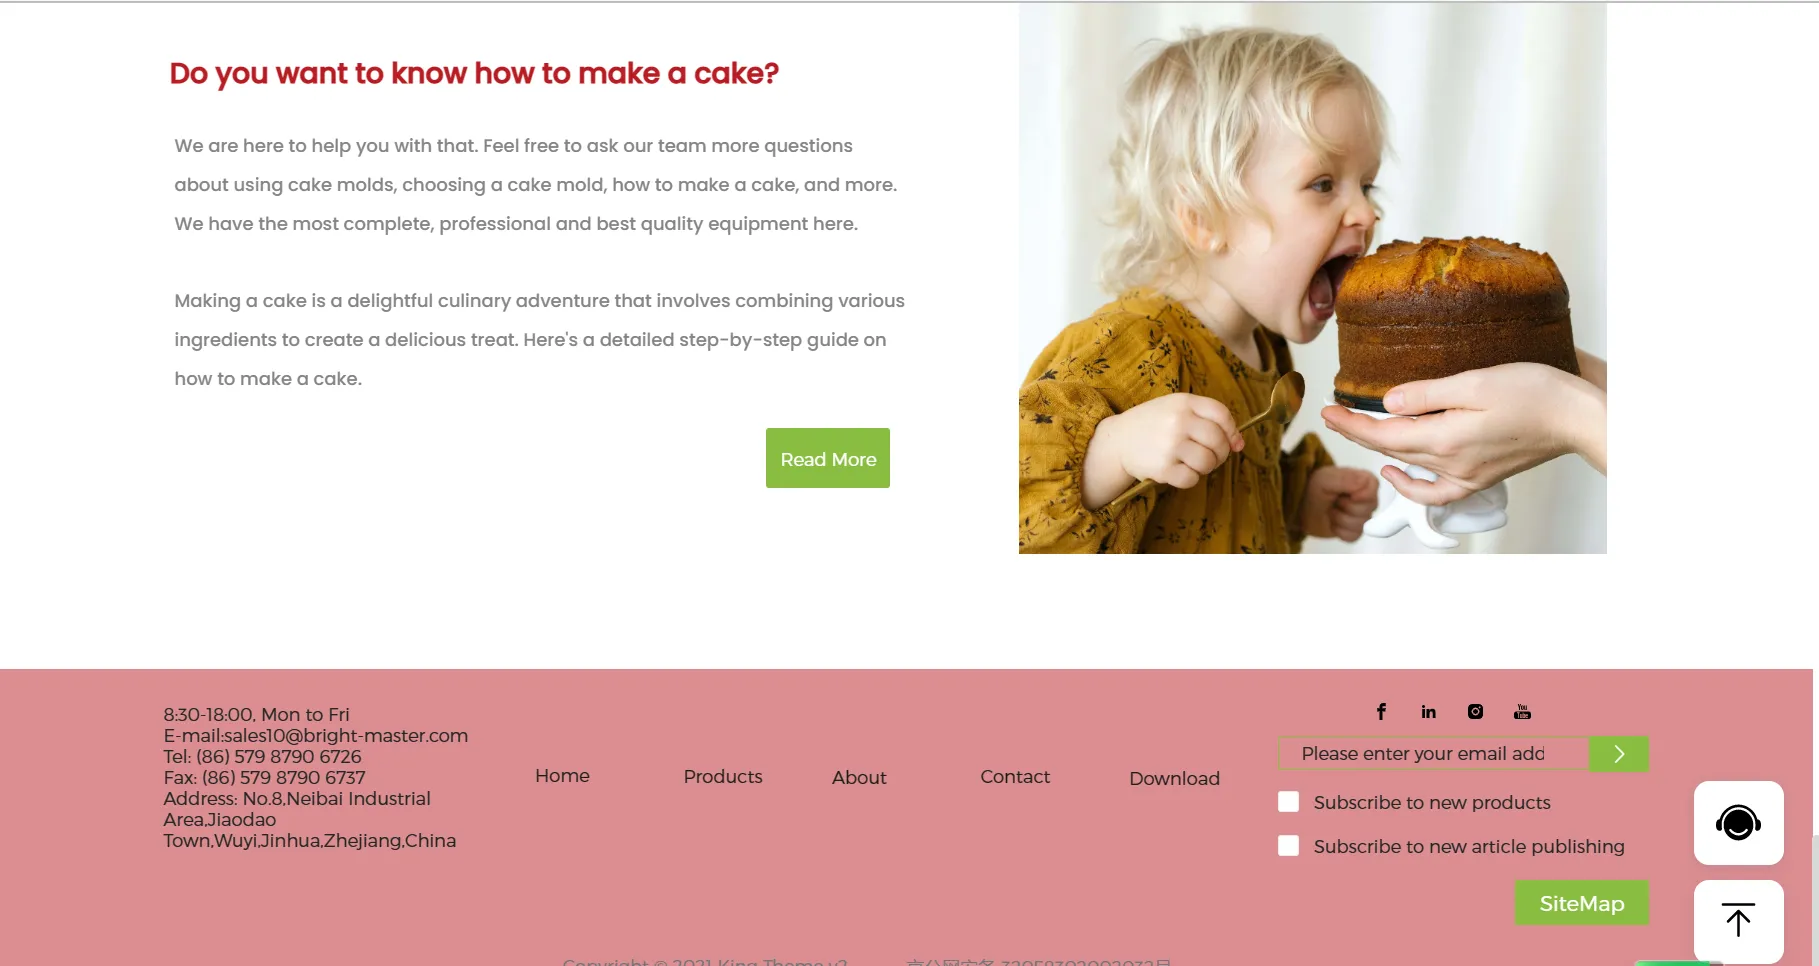 Do you want to know how to make a cake?
We are here to help you with that. Feel free to ask our team more questions
about using cake molds, choosing a cake mold, how to make a cake, and more.
We have the most complete, professional and best quality equipment here.
Making a cake is a delightful culinary adventure that involves combining various
ingredients to create a delicious treat. Here's a detailed step-by-step guide on
how to make a cake.
Read More
8:30-18:00, Mon to Fri
E-mail:sales10@bright-master.com
Tel: (86) 579 8790 6726
Fax: (86) 579 8790 6737
Address: No.8,Neibai Industrial
Area,Jiaodao
Town,Wuyi,Jinhua,Zhejiang,China
Home
Products
About
Contact
Download
You
Tube
Please enter your email add
Subscribe to new products
Subscribe to new article publishing
SiteMap
Copyright © 2021 King Theme v2